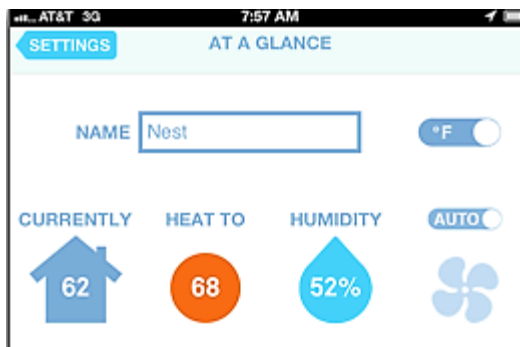 AT&T 3G 7:57 AM
SETTINGS AT A GLANCE
NAME Nest °F
CURRENTLY HEAT TO HUMIDITY AUTO
62 68 52%